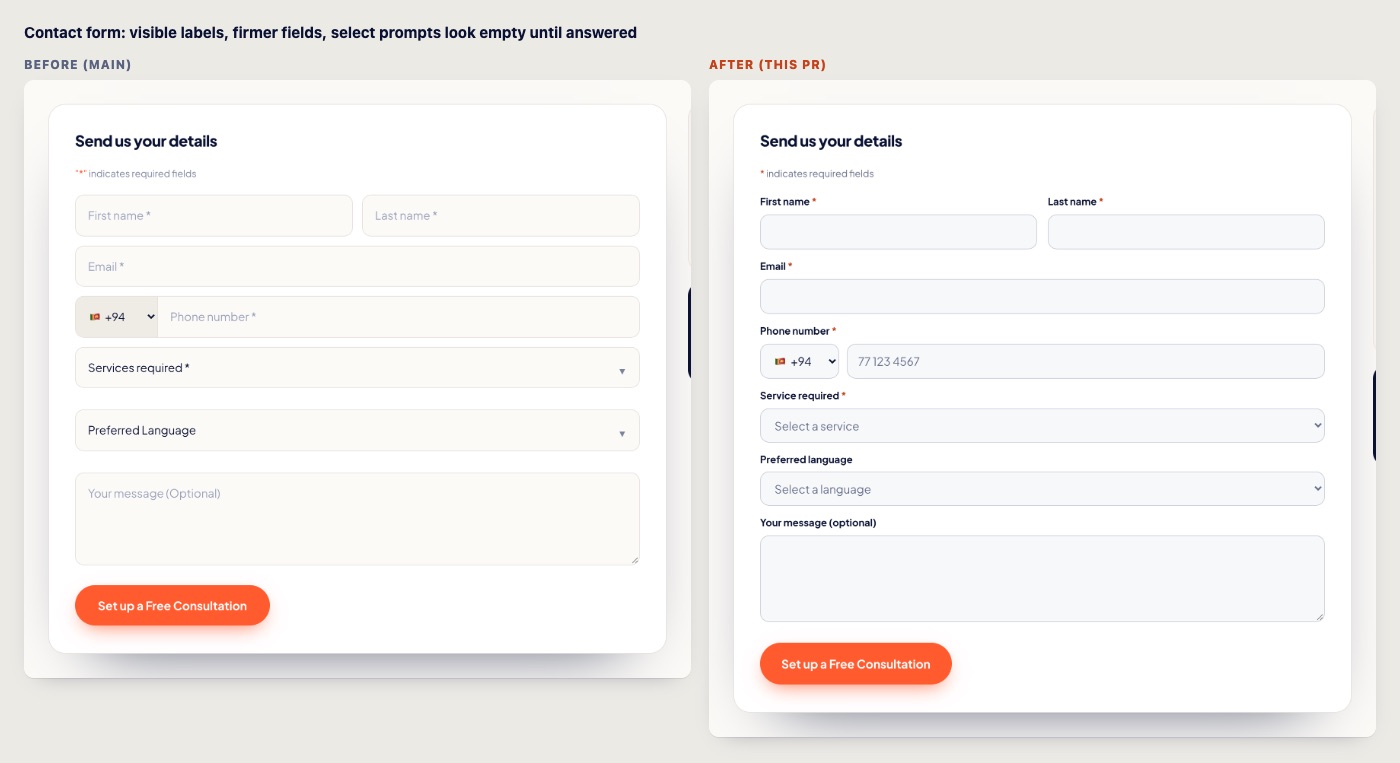 Contact form: visible labels, firmer fields, select prompts look empty until answered
BEFORE (MAIN)
Send us your details
"*" indicates required fields
First name *
Last name *
Email *
+94
Phone number *
Services required *
Preferred Language
Your message (Optional)
Set up a Free Consultation
AFTER (THIS PR)
Send us your details
* indicates required fields
First name *
Last name *
Email *
Phone number *
+94
77 123 4567
Service required *
Select a service
Preferred language
Select a language
Your message (optional)
Set up a Free Consultation